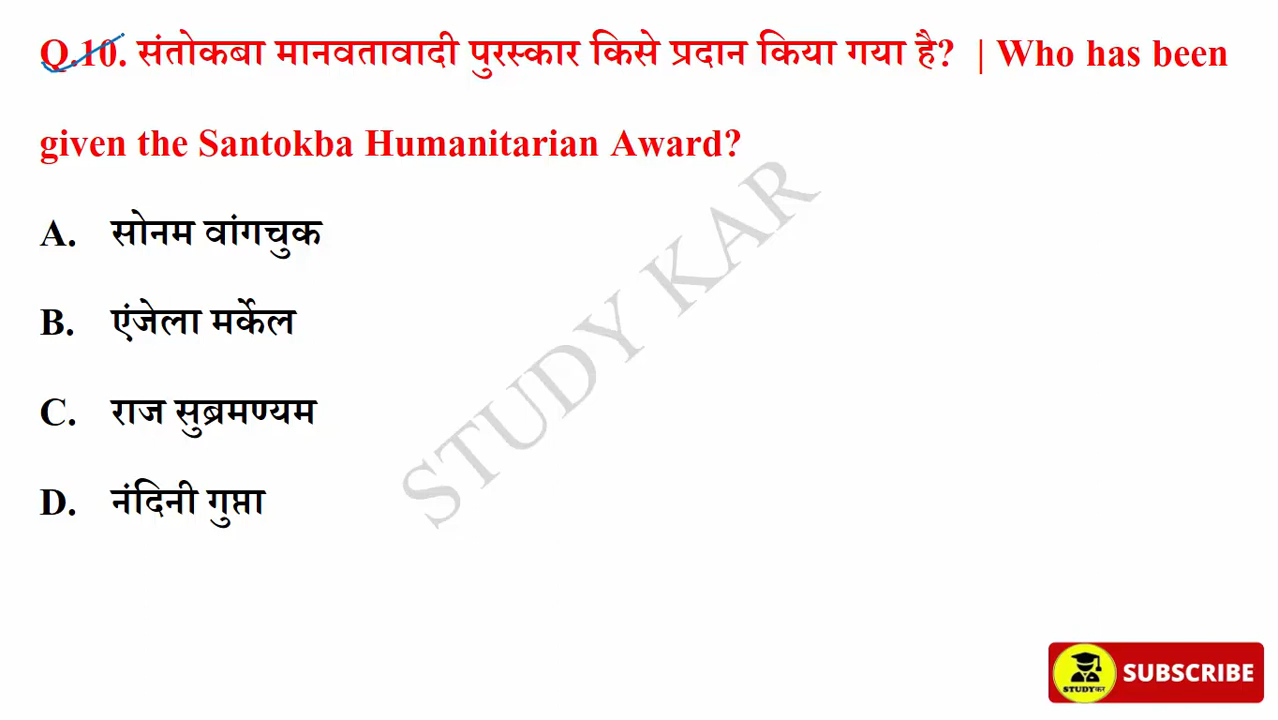 Q.10. संतोकबा मानवतावादी पुरस्कार किसे प्रदान किया गया है? | Who has been
given the Santokba Humanitarian Award?
A. सोनम वांगचुक
B. एंजेला मर्केल
C. राज सुब्रमण्यम
D. नंदिनी गुप्ता
STUDY KAR
STUDYकर
SUBSCRIBE